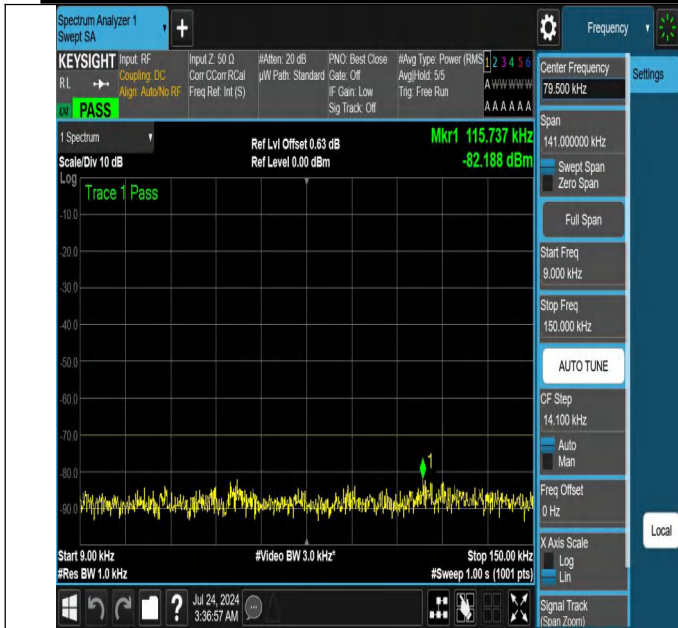 Spectrum Analyzer 1
Swept SA
+
Frequency
KEYSIGHT
RL
LXI
PASS
Input: RF
Coupling: DC
Align: Auto/No RF
Input Z: 50 Ω
Corr CCorr RCal
Freq Ref: Int (S)
#Atten: 20 dB
µW Path: Standard
PNO: Best Close
Gate: Off
IF Gain: Low
Sig Track: Off
#Avg Type: Power (RMS
Avg|Hold: 5/5
Trig: Free Run
1 2 3 4 5 6
A W W W W W
A A A A A A
1 Spectrum
Scale/Div 10 dB
Ref Lvl Offset 0.63 dB
Ref Level 0.00 dBm
Mkr1 115.737 kHz
-82.188 dBm
Log
Trace 1 Pass
-10.0
-20.0
-30.0
-40.0
-50.0
-60.0
-70.0
-80.0
-90.0
1
Start 9.00 kHz
#Res BW 1.0 kHz
#Video BW 3.0 kHz*
Stop 150.00 kHz
#Sweep 1.00 s (1001 pts)
Jul 24, 2024
3:36:57 AM
?
Center Frequency
79.500 kHz
Settings
Span
141.000000 kHz
Swept Span
Zero Span
Full Span
Start Freq
9.000 kHz
Stop Freq
150.000 kHz
AUTO TUNE
CF Step
14.100 kHz
Auto
Man
Freq Offset
0 Hz
Local
X Axis Scale
Log
Lin
Signal Track
(Span Zoom)